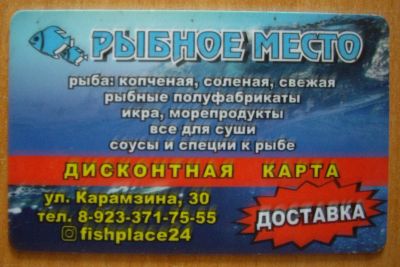 РЫБНОЕ МЕСТО
рыба: копченая, соленая, свежая
рыбные полуфабрикаты
икра, морепродукты
все для суши
соусы и специи к рыбе
ДИСКОНТНАЯ КАРТА
ул. Карамзина, 30
тел. 8-923-371-75-55
fishplace24
ДОСТАВКА